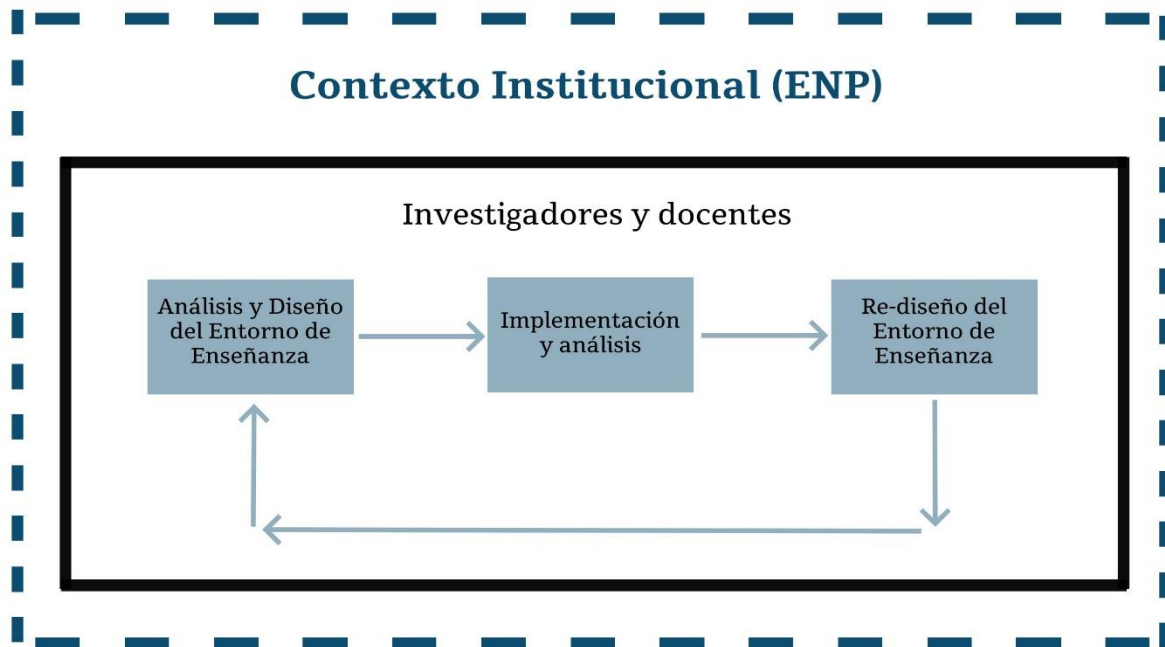 Contexto Institucional (ENP)
Investigadores y docentes
Análisis y Diseño
del Entorno de
Enseñanza
Implementación
y análisis
Re-diseño del
Entorno de
Enseñanza